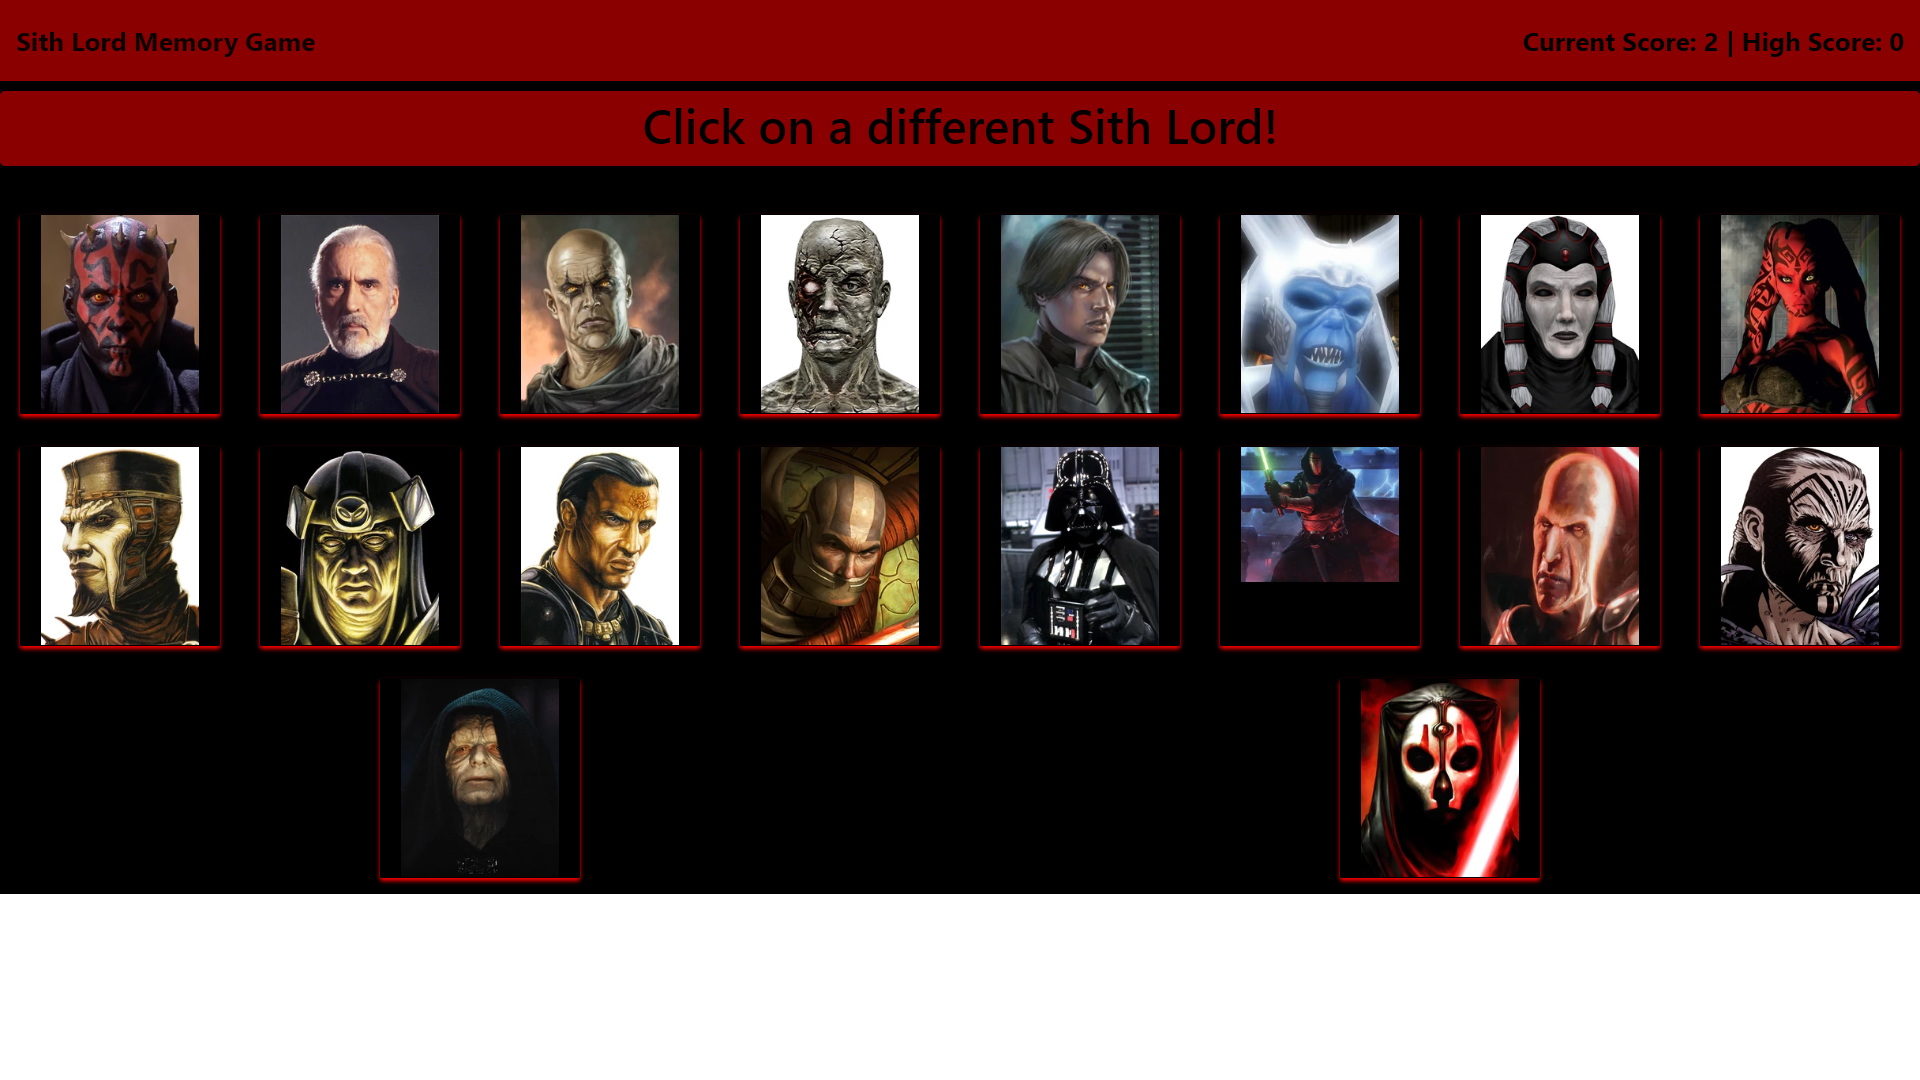 Sith Lord Memory Game
Current Score: 2 | High Score: 0
Click on a different Sith Lord!